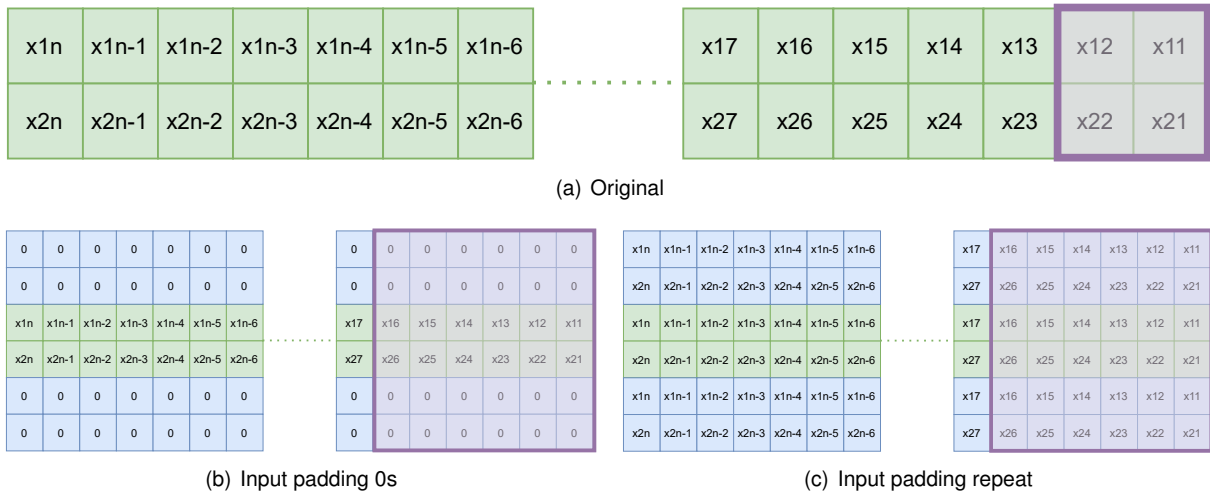 x1n x1n-1 x1n-2 x1n-3 x1n-4 x1n-5 x1n-6 x17 x16 x15 x14 x13 x12 x11
x2n x2n-1 x2n-2 x2n-3 x2n-4 x2n-5 x2n-6 x27 x26 x25 x24 x23 x22 x21
(a) Original
0 0 0 0 0 0 0 0 0 0 0 0 0 0
0 0 0 0 0 0 0 0 0 0 0 0 0 0
x1n x1n-1 x1n-2 x1n-3 x1n-4 x1n-5 x1n-6 x17 x16 x15 x14 x13 x12 x11
x2n x2n-1 x2n-2 x2n-3 x2n-4 x2n-5 x2n-6 x27 x26 x25 x24 x23 x22 x21
0 0 0 0 0 0 0 0 0 0 0 0 0 0
0 0 0 0 0 0 0 0 0 0 0 0 0 0
(b) Input padding 0s
x1n x1n-1 x1n-2 x1n-3 x1n-4 x1n-5 x1n-6 x17 x16 x15 x14 x13 x12 x11
x2n x2n-1 x2n-2 x2n-3 x2n-4 x2n-5 x2n-6 x27 x26 x25 x24 x23 x22 x21
x1n x1n-1 x1n-2 x1n-3 x1n-4 x1n-5 x1n-6 x17 x16 x15 x14 x13 x12 x11
x2n x2n-1 x2n-2 x2n-3 x2n-4 x2n-5 x2n-6 x27 x26 x25 x24 x23 x22 x21
x1n x1n-1 x1n-2 x1n-3 x1n-4 x1n-5 x1n-6 x17 x16 x15 x14 x13 x12 x11
x2n x2n-1 x2n-2 x2n-3 x2n-4 x2n-5 x2n-6 x27 x26 x25 x24 x23 x22 x21
(c) Input padding repeat